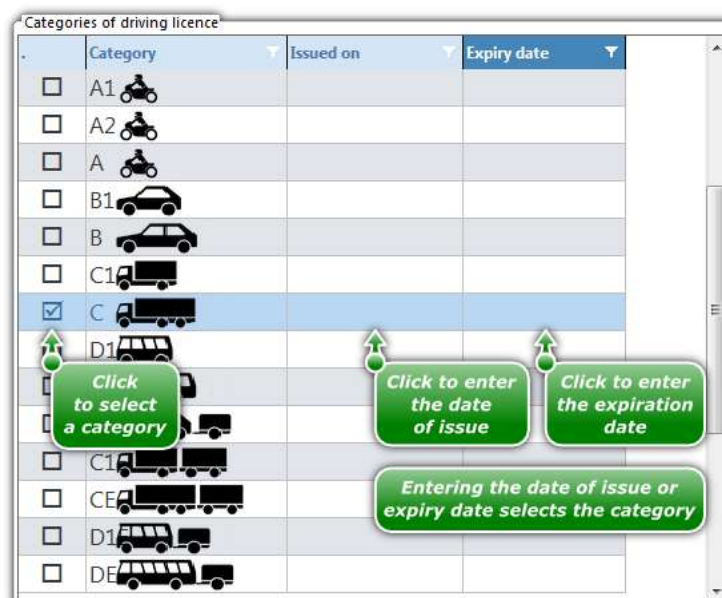 Categories of driving licence
. Category Issued on Expiry date
A1
A2
A
B1
B
C1
C
D1
Click
to select
a category
Click to enter
the date
of issue
Click to enter
the expiration
date
C1
Entering the date of issue or
expiry date selects the category
CE
D1
DE